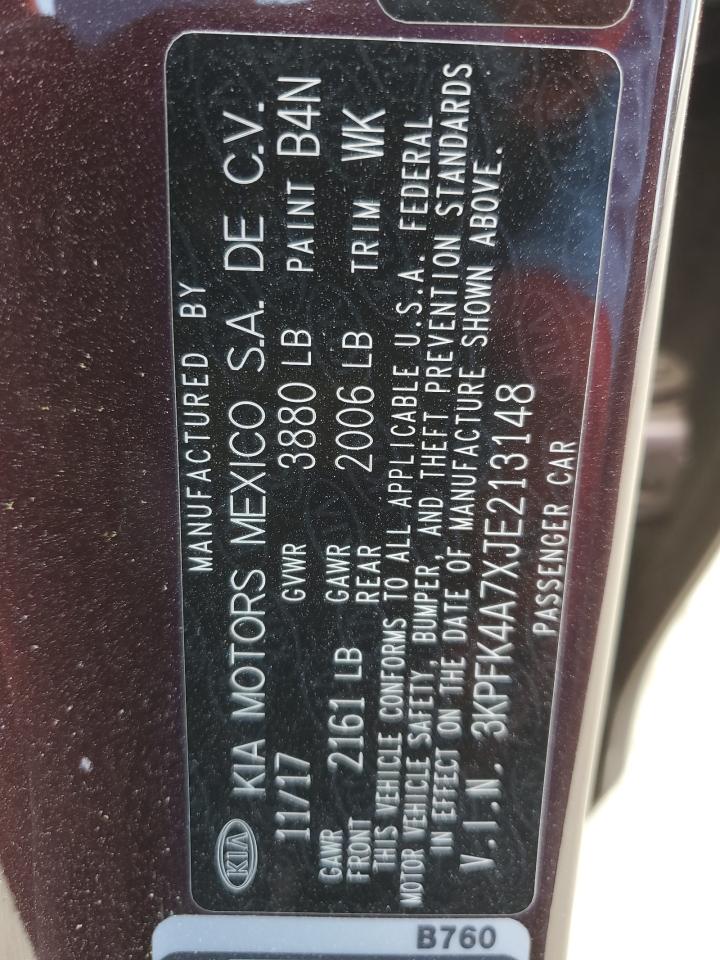 MANUFACTURED BY
KIA KIA MOTORS MEXICO S.A. DE C.V.
11/17 GVWR 3880 LB PAINT B4N
GAWR FRONT 2161 LB GAWR REAR 2006 LB TRIM WK
THIS VEHICLE CONFORMS TO ALL APPLICABLE U.S.A. FEDERAL
MOTOR VEHICLE SAFETY, BUMPER, AND THEFT PREVENTION STANDARDS
IN EFFECT ON THE DATE OF MANUFACTURE SHOWN ABOVE.
V.I.N. 3KPFK4A7XJE213148
PASSENGER CAR
B760